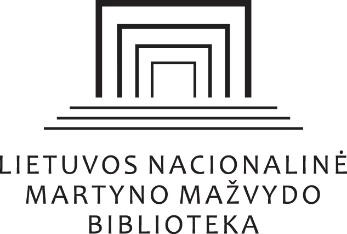 LIETUVOS NACIONALINĖ
MARTYNO MAŽVYDO
BIBLIOTEKA